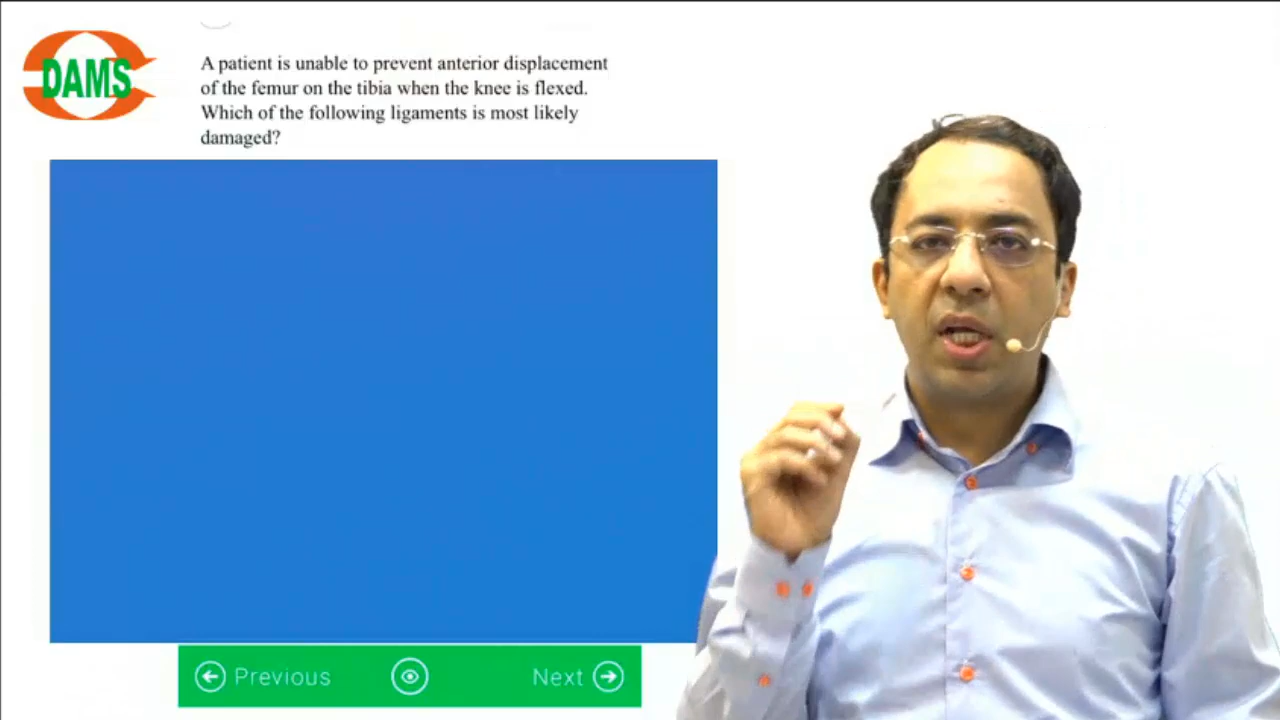 DAMS
A patient is unable to prevent anterior displacement
of the femur on the tibia when the knee is flexed.
Which of the following ligaments is most likely
damaged?
Previous
Next